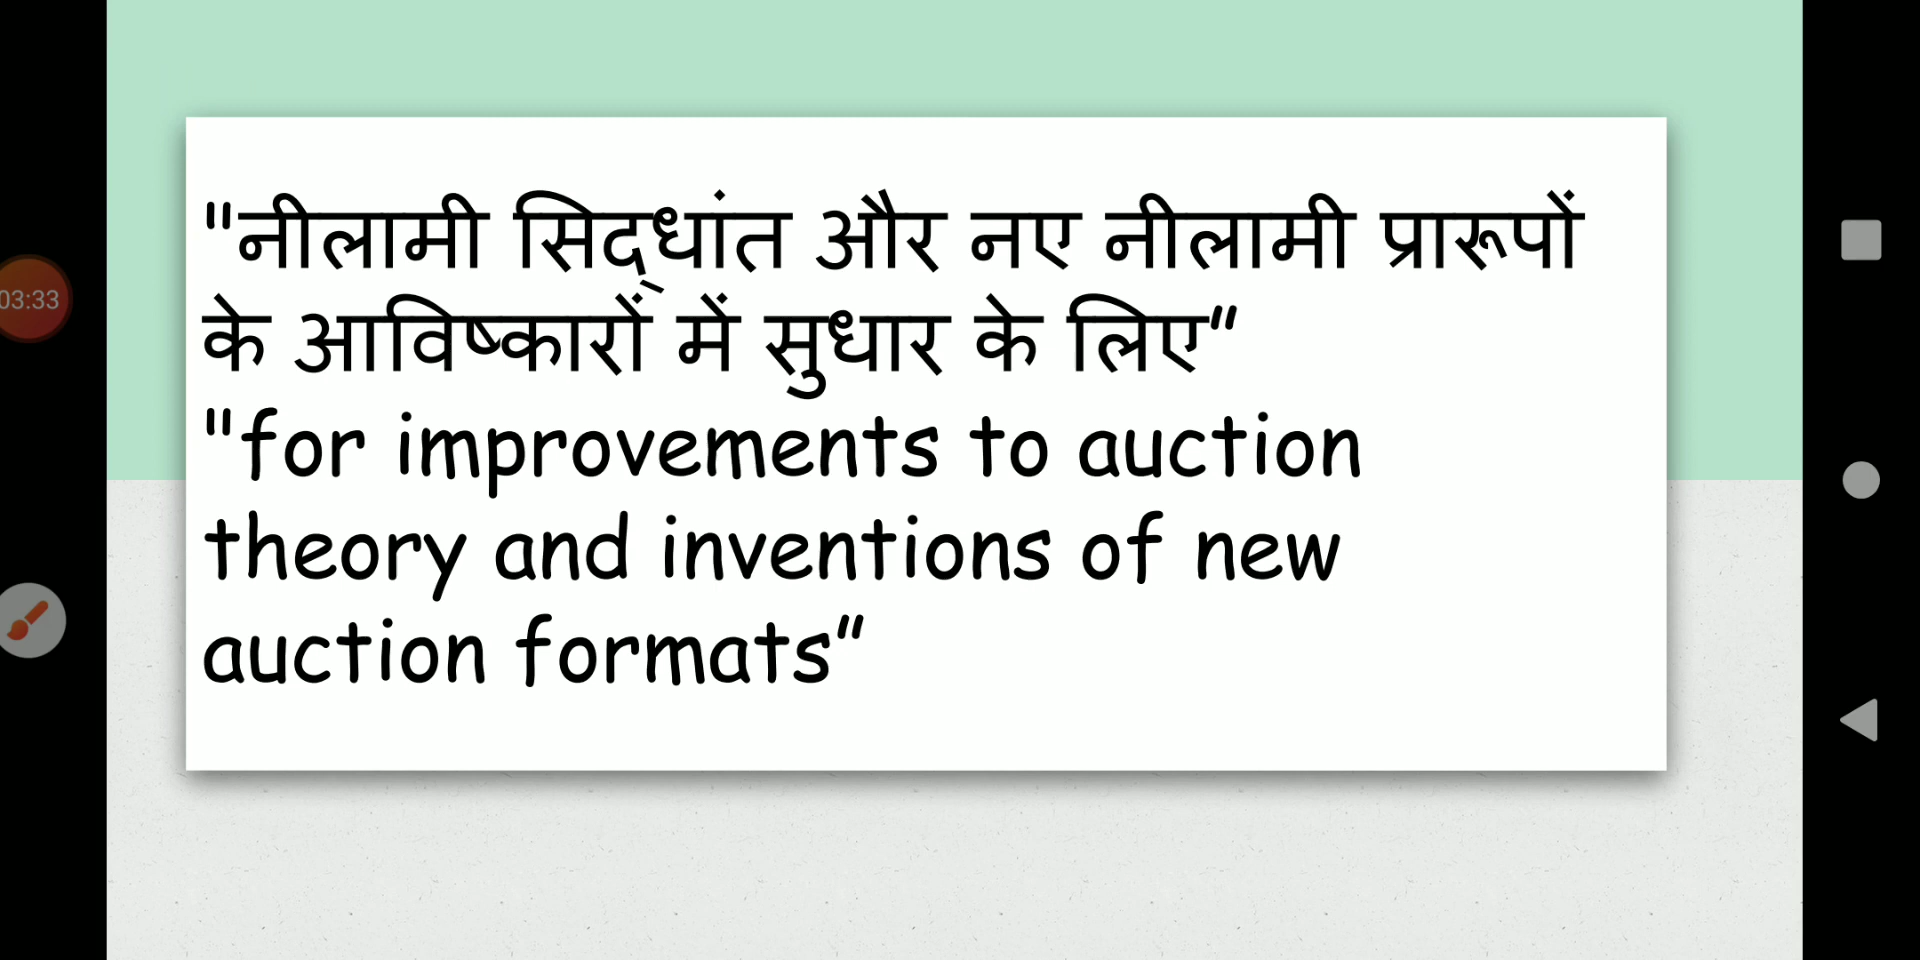 "नीलामी सिद्धांत और नए नीलामी प्रारूपों
के आविष्कारों में सुधार के लिए”
"for improvements to auction
theory and inventions of new
auction formats”
03:33